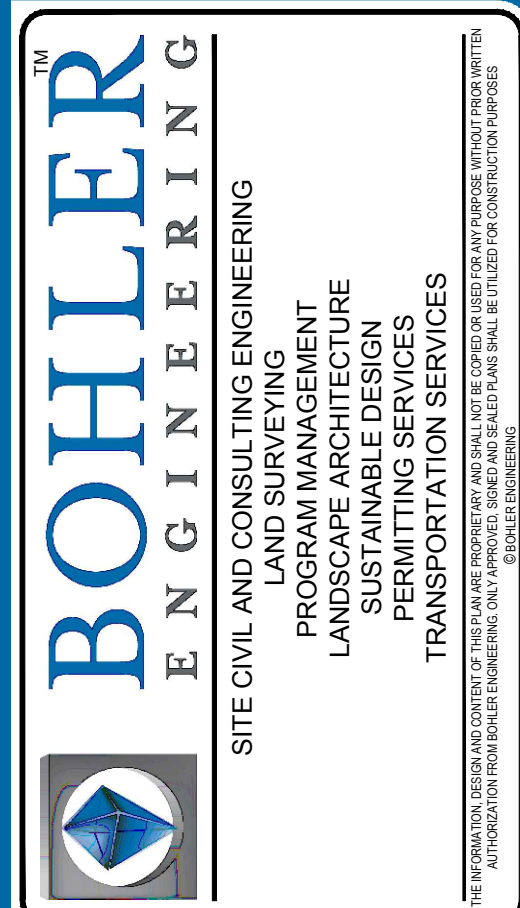 BOHLER™
ENGINEERING
SITE CIVIL AND CONSULTING ENGINEERING
LAND SURVEYING
PROGRAM MANAGEMENT
LANDSCAPE ARCHITECTURE
SUSTAINABLE DESIGN
PERMITTING SERVICES
TRANSPORTATION SERVICES
THE INFORMATION, DESIGN AND CONTENT OF THIS PLAN ARE PROPRIETARY AND SHALL NOT BE COPIED OR USED FOR ANY PURPOSE WITHOUT PRIOR WRITTEN
AUTHORIZATION FROM BOHLER ENGINEERING. ONLY APPROVED, SIGNED AND SEALED PLANS SHALL BE UTILIZED FOR CONSTRUCTION PURPOSES
© BOHLER ENGINEERING